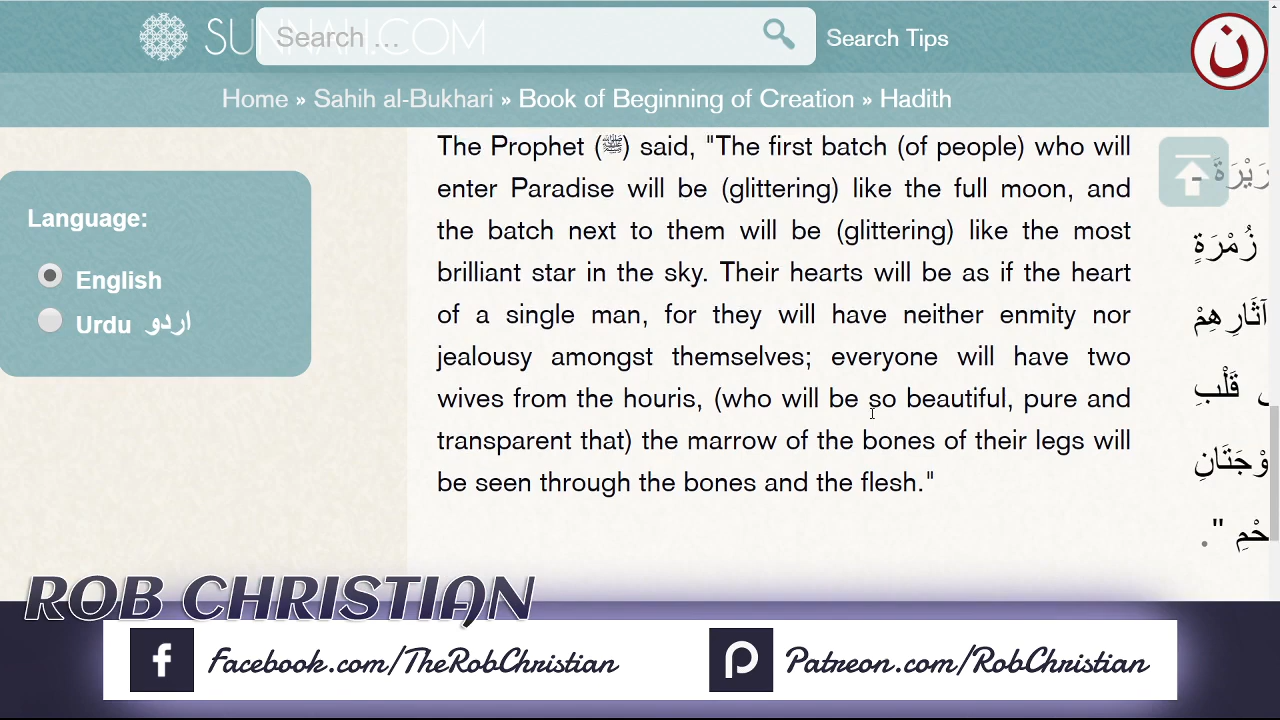 SUNNAH.COM
Search ...
Search Tips
ن
Home » Sahih al-Bukhari » Book of Beginning of Creation » Hadith
The Prophet (ﷺ) said, "The first batch (of people) who will
enter Paradise will be (glittering) like the full moon, and
the batch next to them will be (glittering) like the most
brilliant star in the sky. Their hearts will be as if the heart
of a single man, for they will have neither enmity nor
jealousy amongst themselves; everyone will have two
wives from the houris, (who will be so beautiful, pure and
transparent that) the marrow of the bones of their legs will
be seen through the bones and the flesh."
Language:
English
Urdu اردو
زُمْرَةٍ
آثَارِهِمْ
قَلْبِ
حْمِ ".
ROB CHRISTIAN
Facebook.com/TheRobChristian
Patreon.com/RobChristian